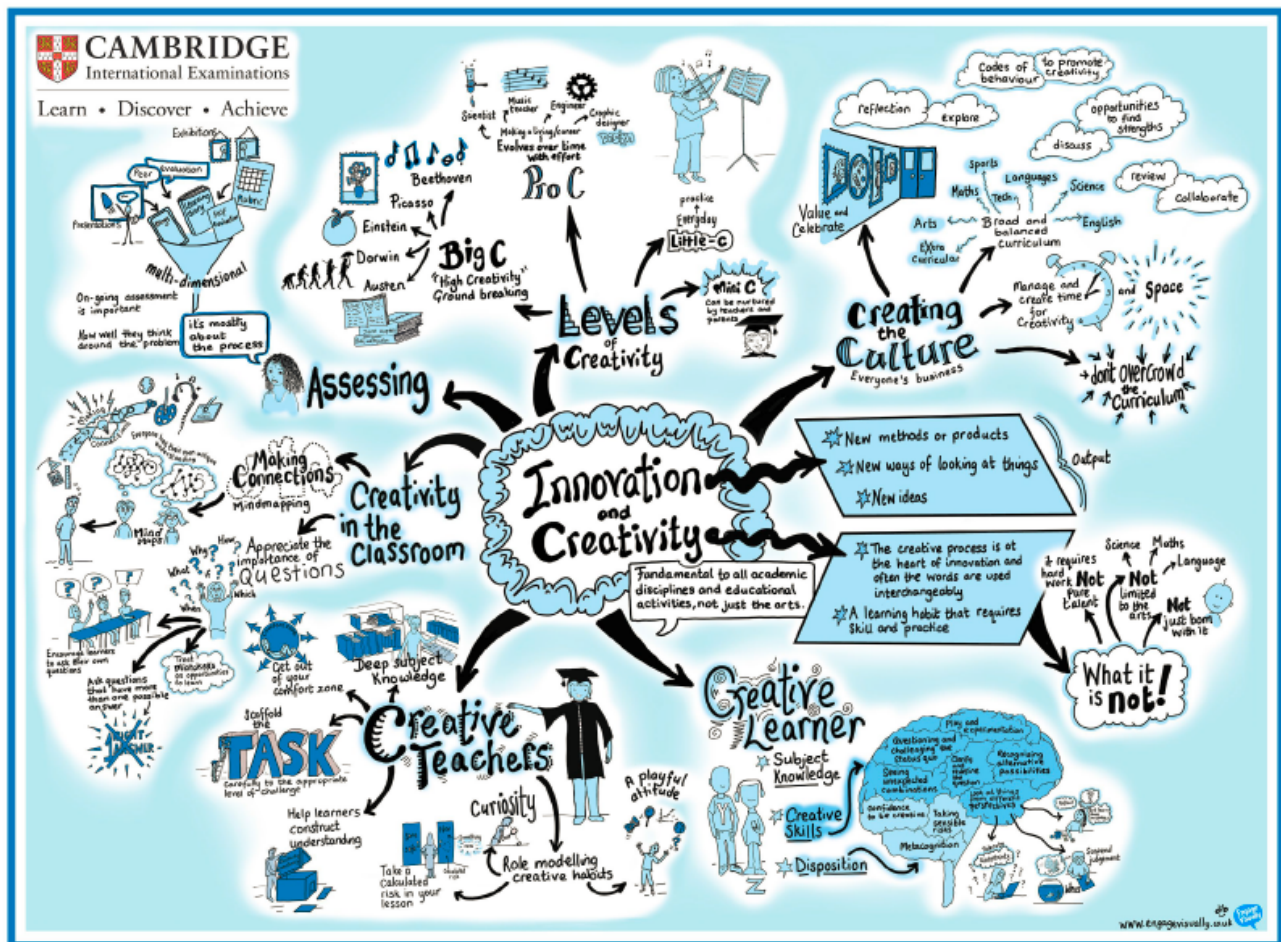 CAMBRIDGE
International Examinations
Learn • Discover • Achieve
Exhibitions
Peer
Evaluation
Presentations
Rubric
multi-dimensional
On-going assessment
is important
How well they think
around the problem
it's mostly
about
the process
Assessing
Scientist
Music
teacher
Engineer
Graphic
designer
Making a living/career
Evolves over time
with effort
Pro C
Beethoven
Picasso
Einstein
Darwin
Austen
Big C
"High Creativity"
Ground breaking
practice
Everyday
Little-c
Mini C
Can be nurtured
by teachers and
parents
Levels
of
Creativity
Codes of
behaviour
to promote
creativity
reflection
explore
opportunities
to find
strengths
discuss
review
Collaborate
Value and
Celebrate
Sports
Maths
Tech
Languages
Science
Arts
English
Extra
Curricular
Broad and
balanced
curriculum
Manage and
create time
for
Creativity
and
Space
don't overcrowd
the
Curriculum
Creating
the
Culture
Everyone's business
Making
Connections
Mindmapping
Mind
maps
Creativity
in the
Classroom
Appreciate the
importance of
Questions
Why?
How?
What
if
Which
When
Encourage learners
to ask their own
questions
Treat
mistakes
as opportunities
to learn
Ask questions
that have more
than one possible
answer
RIGHT
ANSWER
Innovation
and
Creativity
Fundamental to all academic
disciplines and educational
activities, not just the arts.
New methods or products
New ways of looking at things
New ideas
Output
The creative process is at
the heart of innovation and
often the words are used
interchangeably
A learning habit that requires
skill and practice
it requires
hard
work
Not
pure
talent
Science
Maths
Language
Not
limited
to the
arts
Not
just born
with it
What it
is not!
Get out
of your
comfort zone
Deep subject
Knowledge
Scaffold
the
TASK
carefully to the appropriate
level of challenge
Creative
Teachers
Help learners
construct
understanding
Curiosity
A playful
attitude
Take a
calculated
risk in your
lesson
Role modelling
creative habits
Creative
Learner
Subject
Knowledge
Creative
Skills
Disposition
Play and
experimentation
Questioning and
challenging the
status quo
Recognising
alternative
possibilities
Seeing
unexpected
combinations
Look at things
from different
perspectives
Confidence
to be creative
Taking
sensible
risks
Metacognition
Suspend
judgement
www.engagevisually.co.uk
Engage
Visually